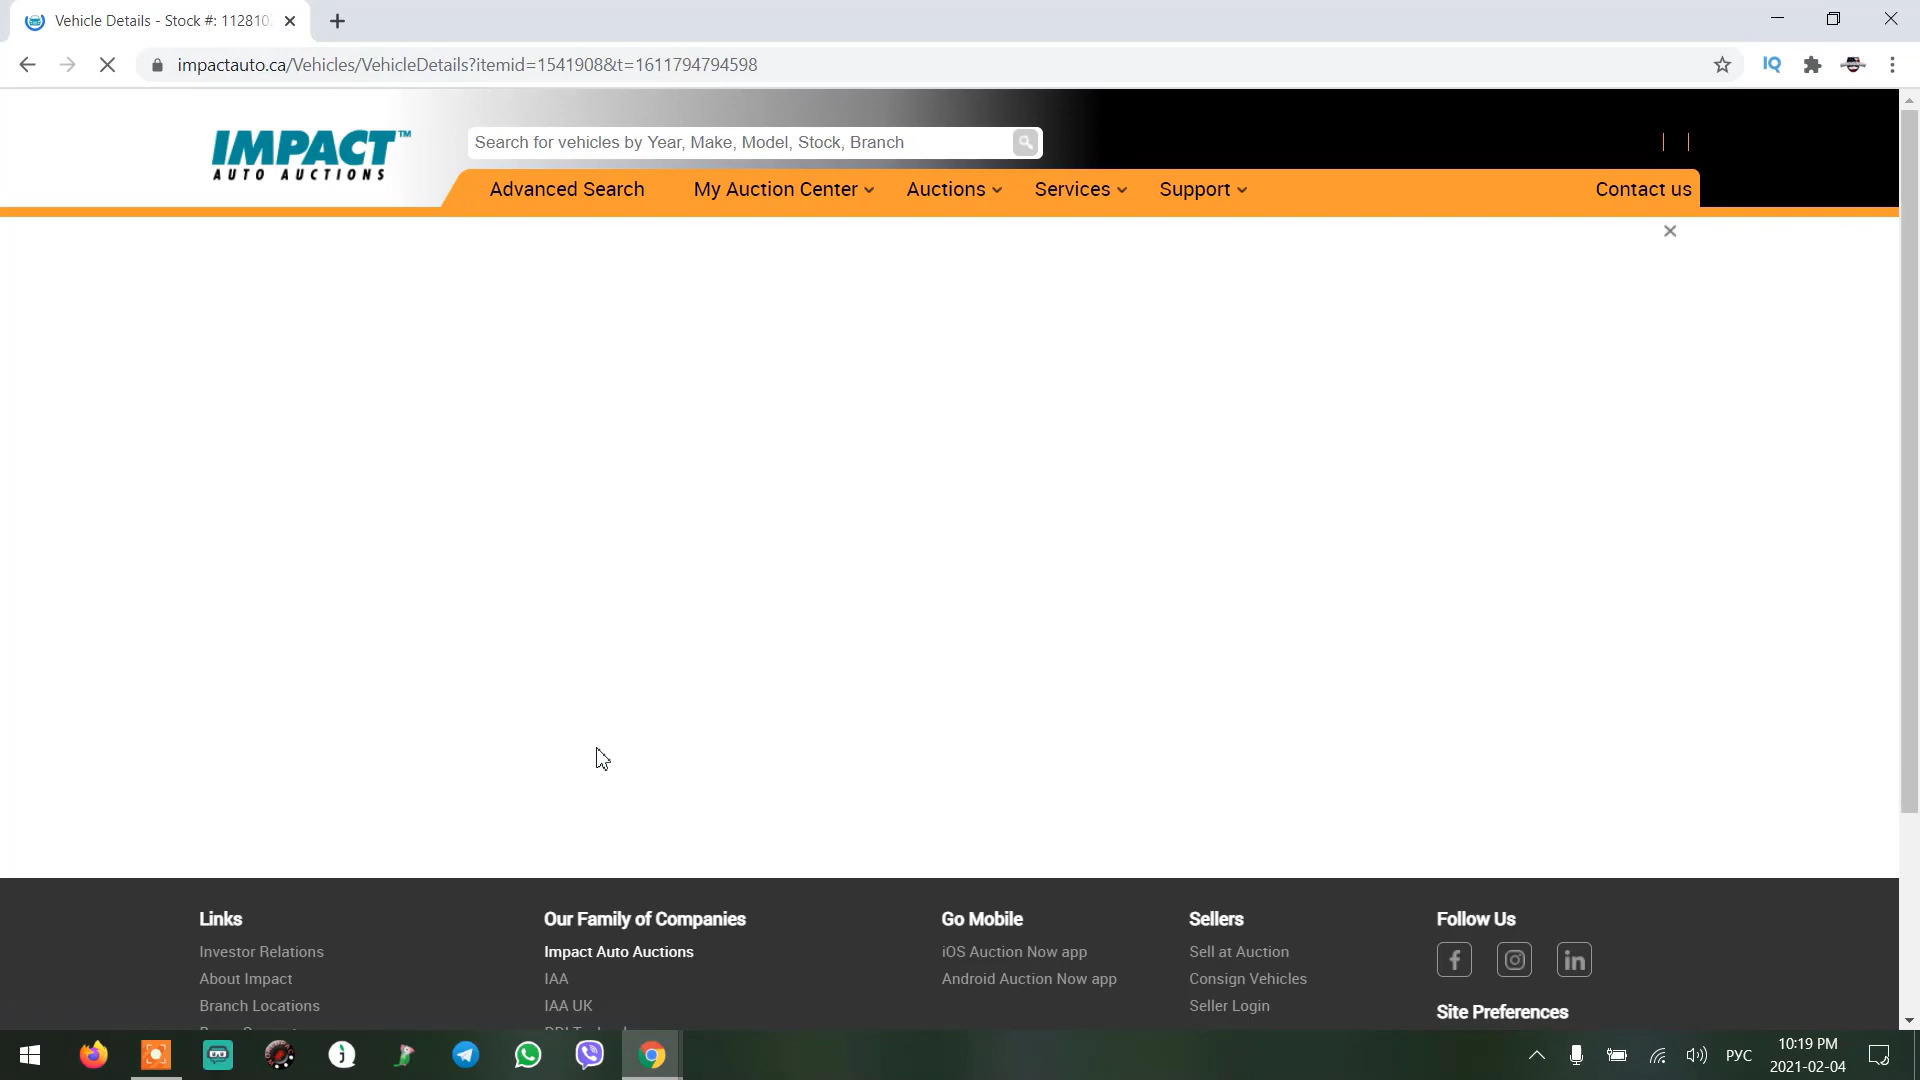 Vehicle Details - Stock #: 112810
impactauto.ca/Vehicles/VehicleDetails?itemid=1541908&t=1611794794598
IQ
IMPACT™
AUTO AUCTIONS
Search for vehicles by Year, Make, Model, Stock, Branch
Advanced Search
My Auction Center
Auctions
Services
Support
Contact us
Links
Our Family of Companies
Go Mobile
Sellers
Follow Us
Investor Relations
Impact Auto Auctions
iOS Auction Now app
Sell at Auction
About Impact
IAA
Android Auction Now app
Consign Vehicles
Branch Locations
IAA UK
Seller Login
Site Preferences
РУС
10:19 PM
2021-02-04